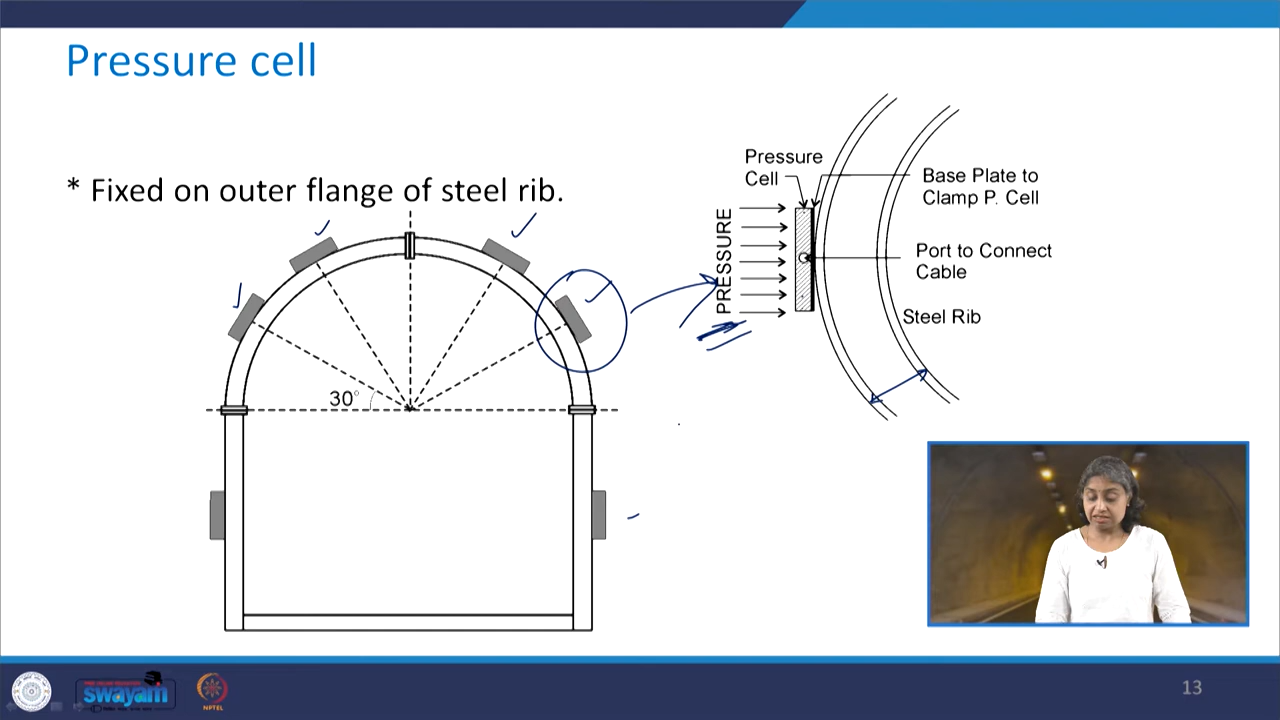 Pressure cell
* Fixed on outer flange of steel rib.
30°
Pressure
Cell
PRESSURE
Base Plate to
Clamp P. Cell
Port to Connect
Cable
Steel Rib
swayam
NPTEL
13